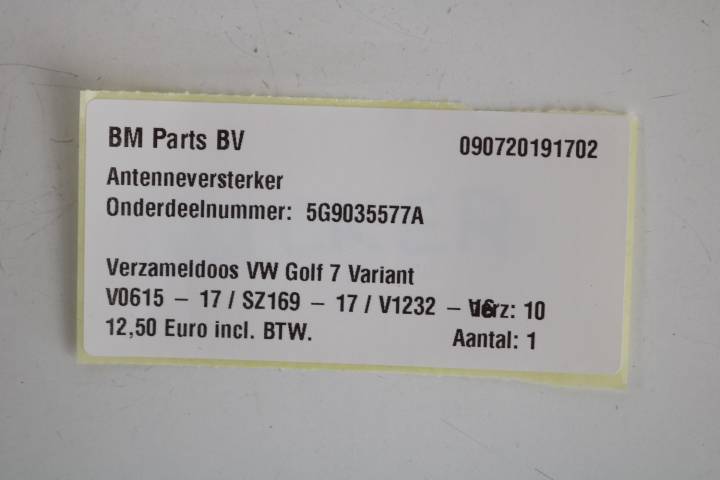 BM Parts BV 090720191702
Antenneversterker
Onderdeelnummer: 5G9035577A
Verzameldoos VW Golf 7 Variant
V0615 – 17 / SZ169 – 17 / V1232 – 10
12,50 Euro incl. BTW. Aantal: 1